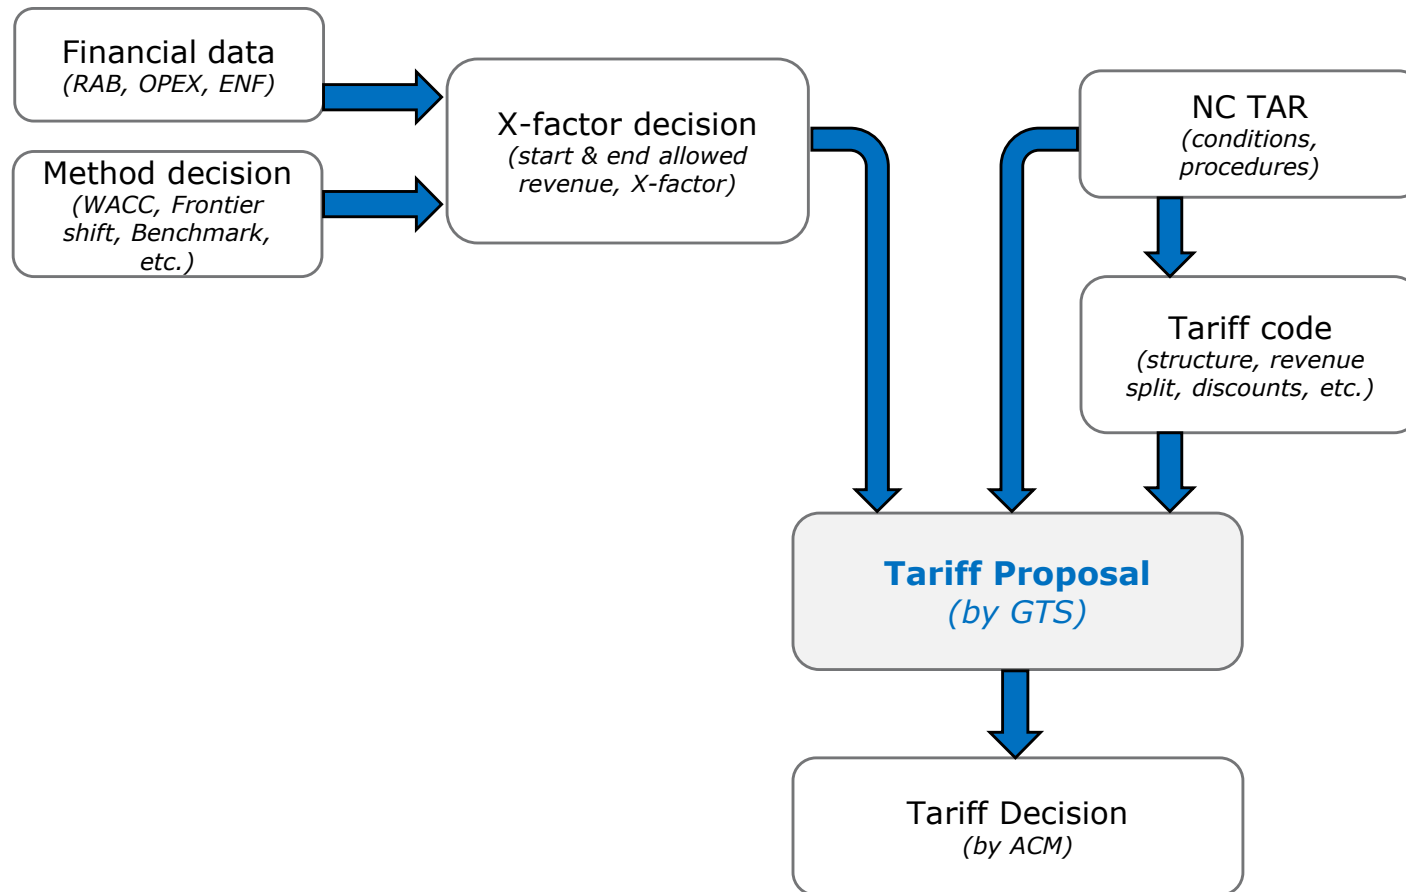 Financial data
(RAB, OPEX, ENF)
Method decision
(WACC, Frontier
shift, Benchmark,
etc.)
X-factor decision
(start & end allowed
revenue, X-factor)
NC TAR
(conditions,
procedures)
Tariff code
(structure, revenue
split, discounts, etc.)
Tariff Proposal
(by GTS)
Tariff Decision
(by ACM)